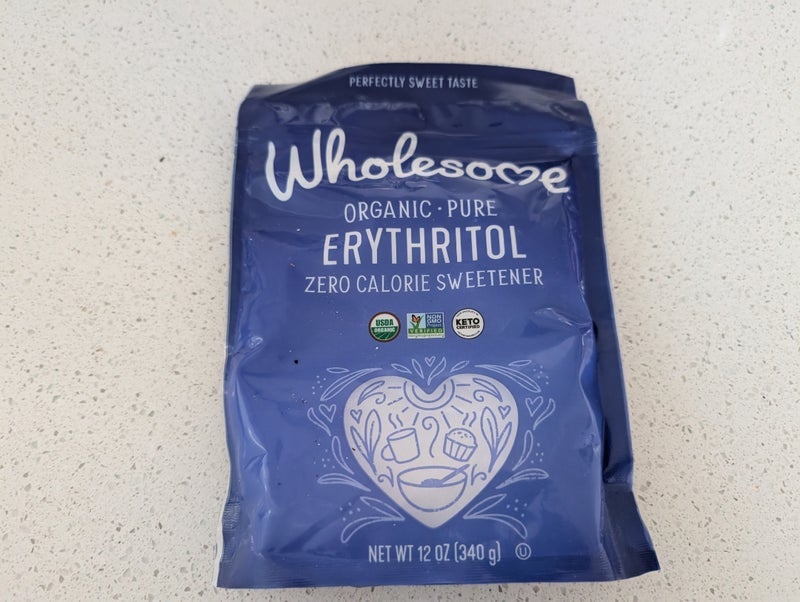 PERFECTLY SWEET TASTE
Wholesome
ORGANIC · PURE
ERYTHRITOL
ZERO CALORIE SWEETENER
USDA
ORGANIC
NON
GMO
Project
VERIFIED
KETO
CERTIFIED
NET WT 12 OZ (340 g)
U